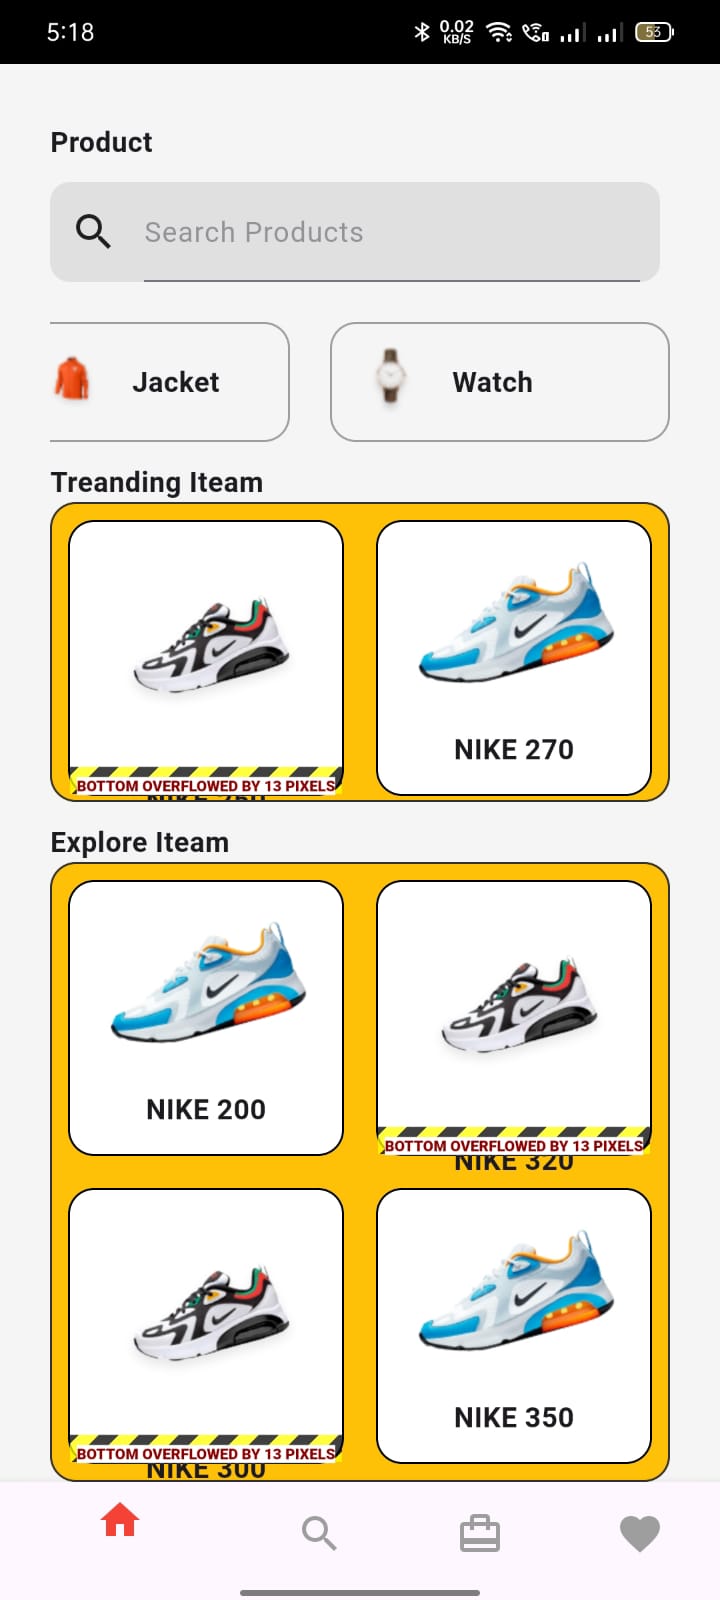 5:18
0.02
KB/S
53
Product
Search Products
Jacket
Watch
Treanding Iteam
NIKE 270
BOTTOM OVERFLOWED BY 13 PIXELS
Explore Iteam
NIKE 200
BOTTOM OVERFLOWED BY 13 PIXELS
NIKE 320
NIKE 350
BOTTOM OVERFLOWED BY 13 PIXELS
NIKE 300